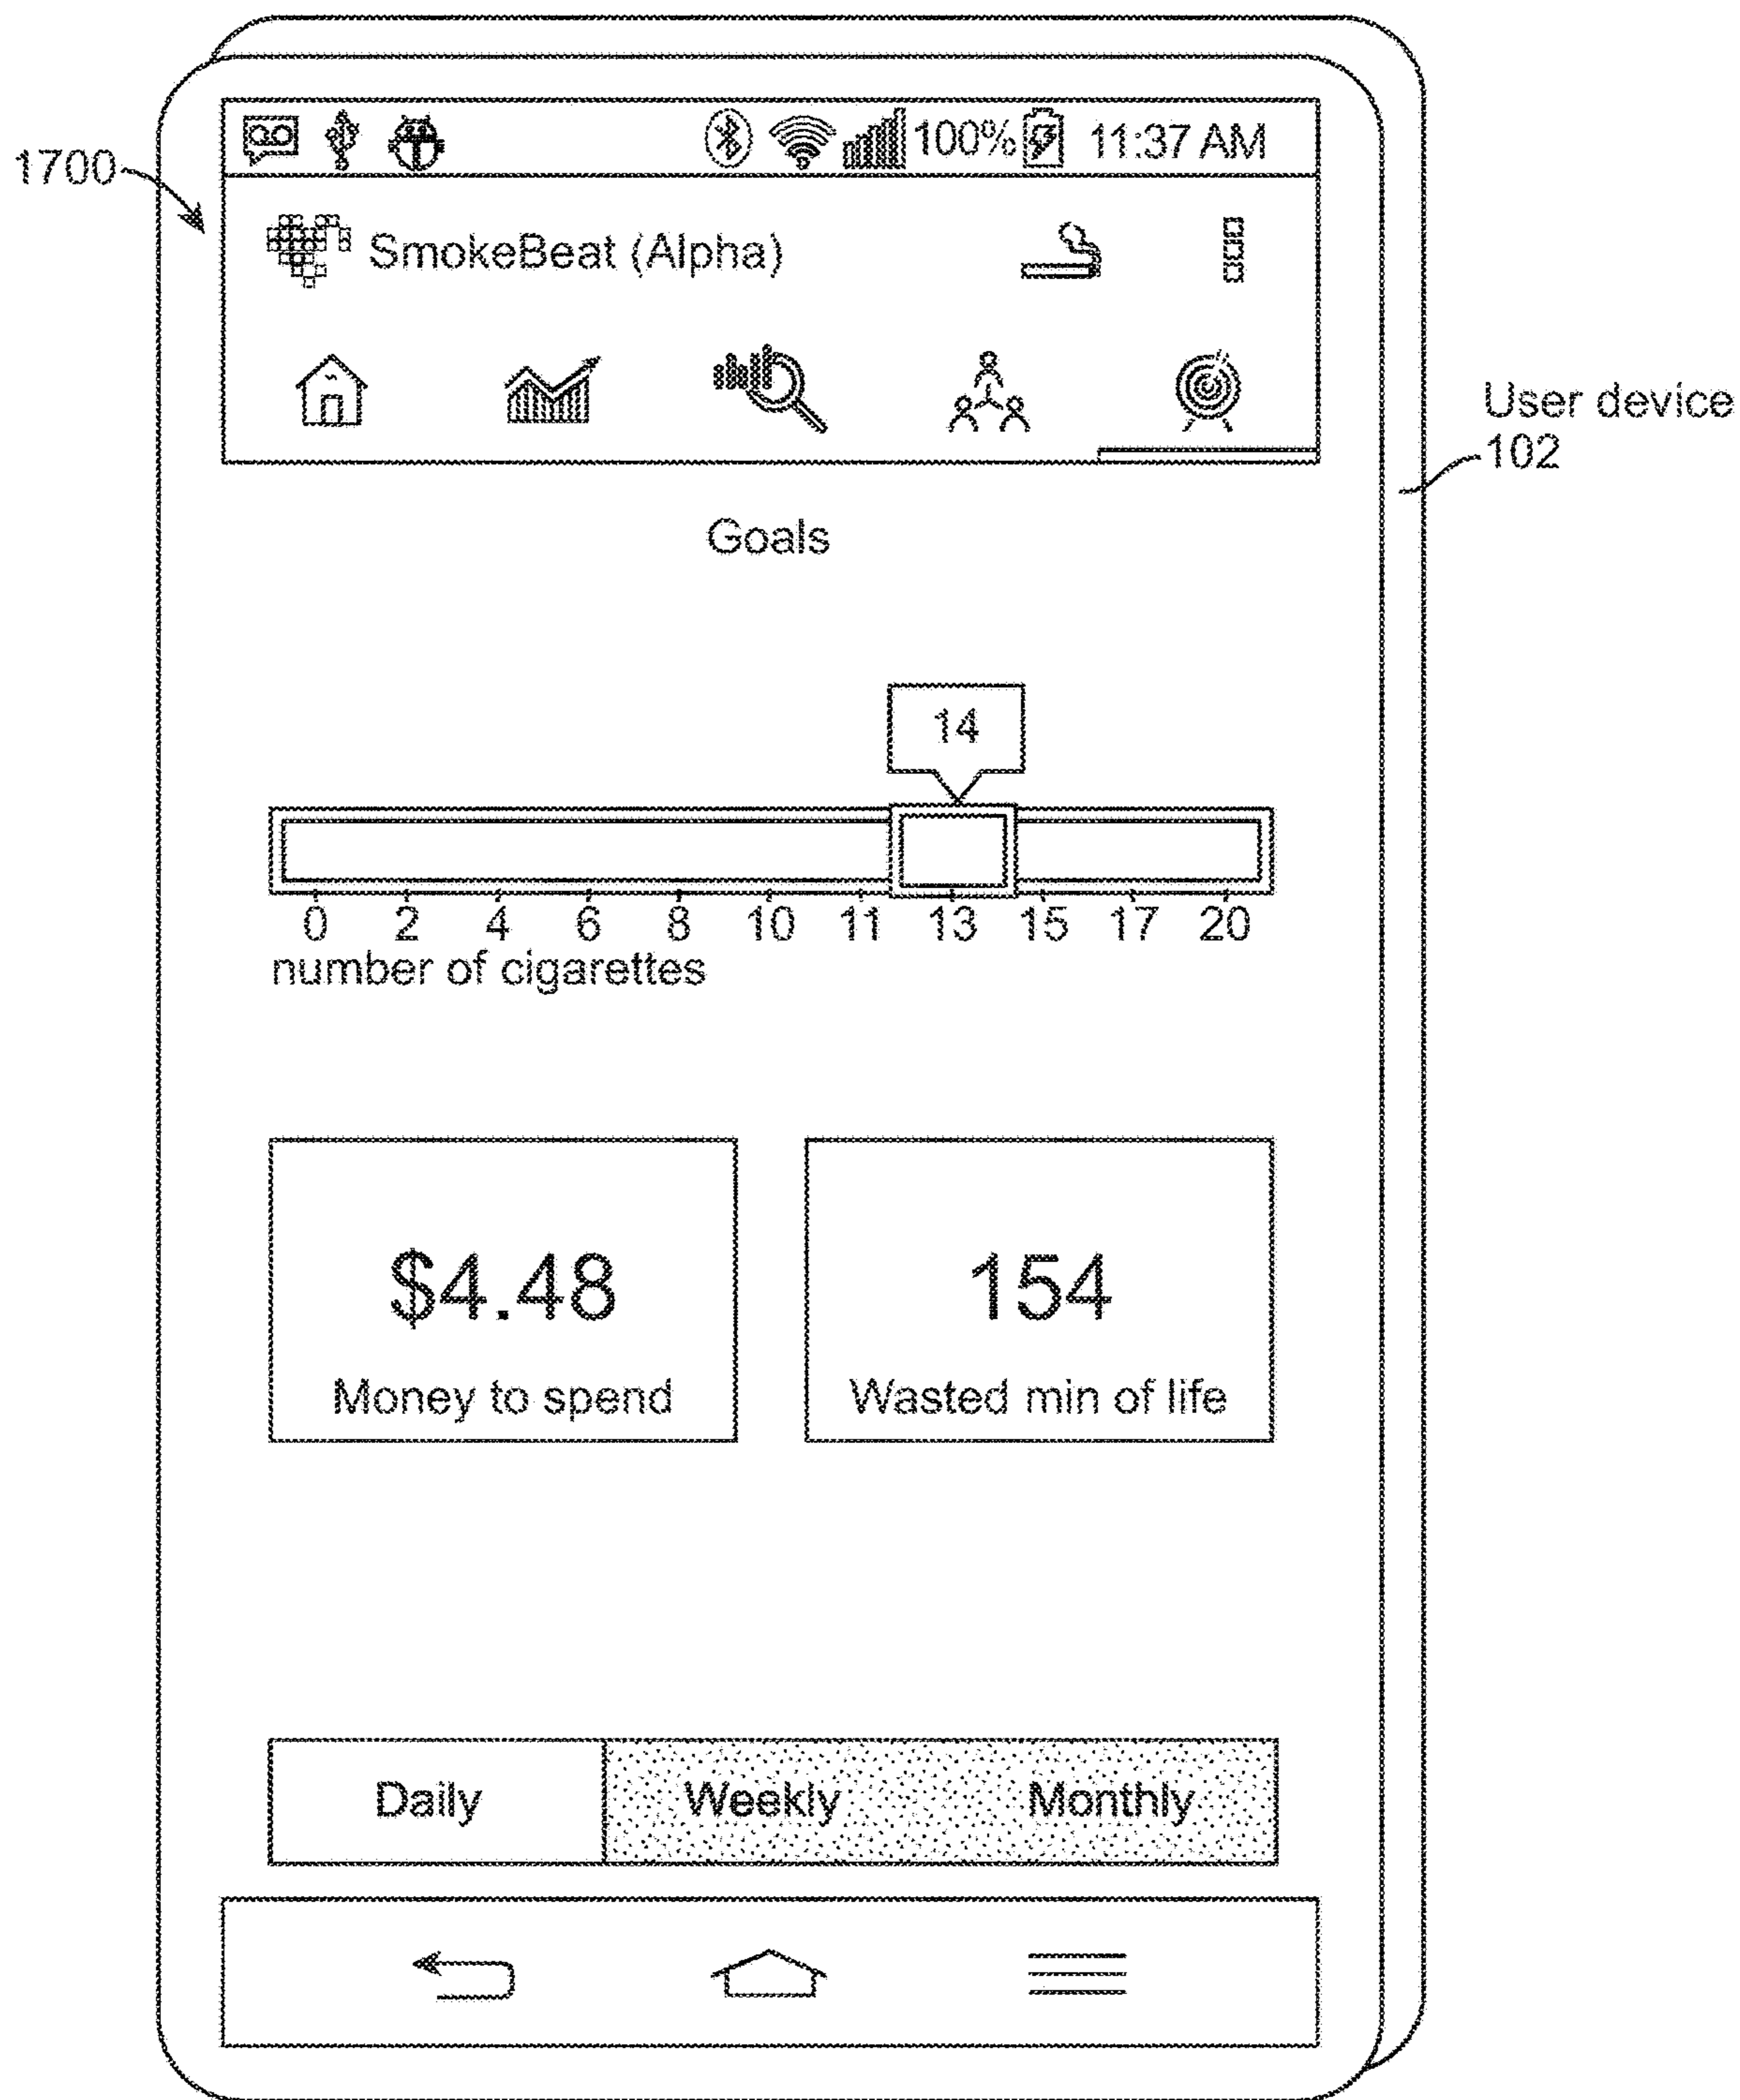 100% 11:37 AM
1700
SmokeBeat (Alpha)
User device
102
Goals
14
0 2 4 6 8 10 11 13 15 17 20
number of cigarettes
$4.48 154
Money to spend Wasted min of life
Daily Weekly Monthly